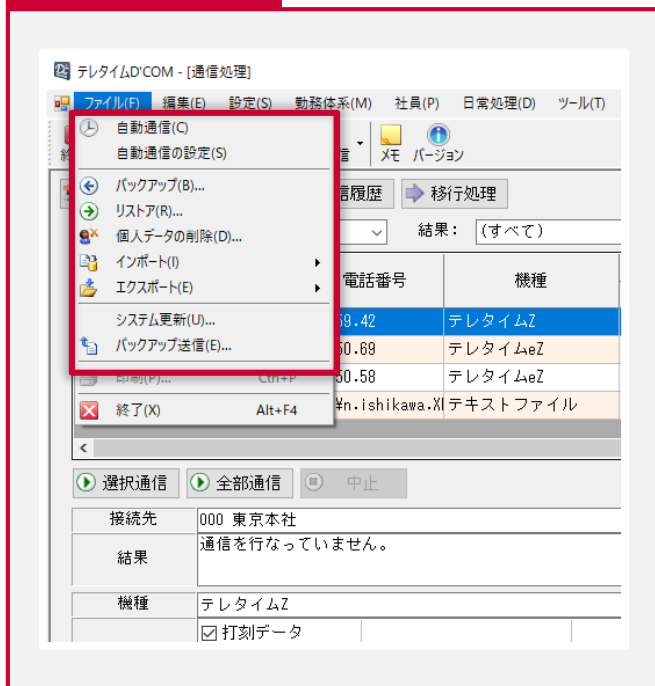 テレタイムD'COM - [通信処理]
ファイル(F) 編集(E) 設定(S) 勤務体系(M) 社員(P) 日常処理(D) ツール(T)
自動通信(C)
自動通信の設定(S)
メモ バージョン
バックアップ(B)...
信履歴 移行処理
リストア(R)...
個人データの削除(D)...
結果: (すべて)
インポート(I)
エクスポート(E)
電話番号 機種
システム更新(U)...
59.42 テレタイムZ
バックアップ送信(E)...
50.69 テレタイムeZ
印刷(P)... Ctrl+P
50.58 テレタイムeZ
終了(X) Alt+F4
¥n.ishikawa.XI テキストファイル
選択通信 全部通信 中止
接続先 000 東京本社
結果 通信を行なっていません。
機種 テレタイムZ
打刻データ